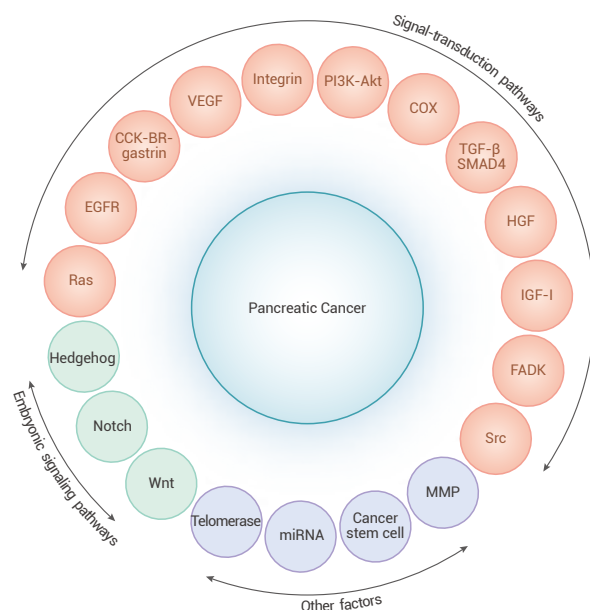 Signal-transduction pathways
Integrin
PI3K-Akt
VEGF
COX
CCK-BR-
gastrin
TGF-β
SMAD4
EGFR
HGF
Ras
IGF-I
Pancreatic Cancer
Hedgehog
FADK
Notch
Src
Wnt
MMP
Telomerase
miRNA
Cancer
stem cell
Embryonic signaling pathways
Other factors